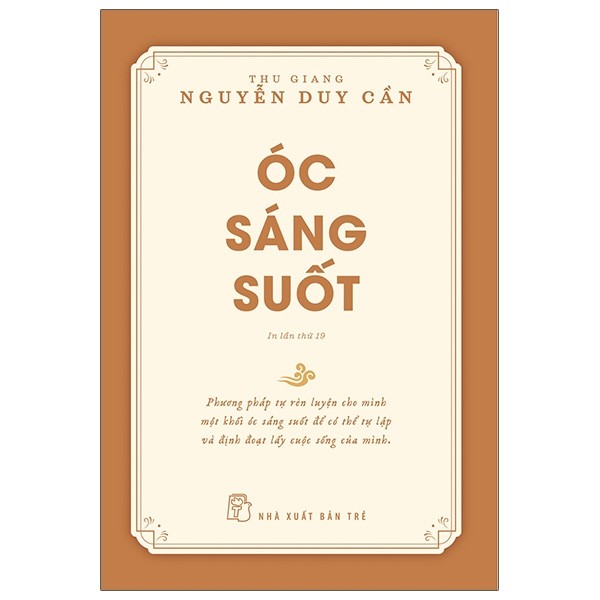 THU GIANG
NGUYỄN DUY CẦN
ÓC
SÁNG
SUỐT
In lần thứ 19
Phương pháp tự rèn luyện cho mình
một khối óc sáng suốt để có thể tự lập
và định đoạt lấy cuộc sống của mình.
NHÀ XUẤT BẢN TRẺ